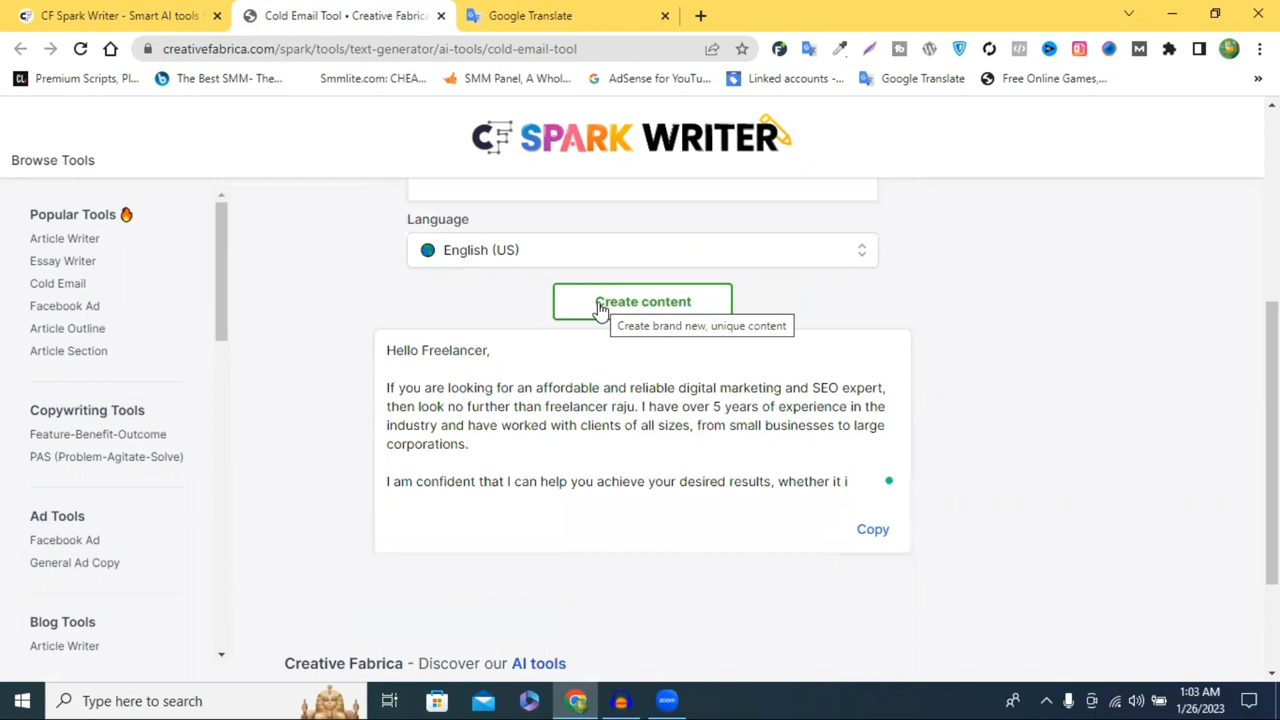 CF Spark Writer - Smart AI tools
Cold Email Tool • Creative Fabrica
Google Translate
creativefabrica.com/spark/tools/text-generator/ai-tools/cold-email-tool
Premium Scripts, Pl...
The Best SMM- The...
Smmlite.com: CHEA...
SMM Panel, A Whol...
AdSense for YouTu...
Linked accounts -...
Google Translate
Free Online Games,...
CF SPARK WRITER
Browse Tools
Popular Tools
Article Writer
Essay Writer
Cold Email
Facebook Ad
Article Outline
Article Section
Copywriting Tools
Feature-Benefit-Outcome
PAS (Problem-Agitate-Solve)
Ad Tools
Facebook Ad
General Ad Copy
Blog Tools
Article Writer
Language
English (US)
Create content
Create brand new, unique content
Hello Freelancer,
If you are looking for an affordable and reliable digital marketing and SEO expert,
then look no further than freelancer raju. I have over 5 years of experience in the
industry and have worked with clients of all sizes, from small businesses to large
corporations.
I am confident that I can help you achieve your desired results, whether it i
Copy
Creative Fabrica - Discover our AI tools
Type here to search
zoom
1:03 AM
1/26/2023